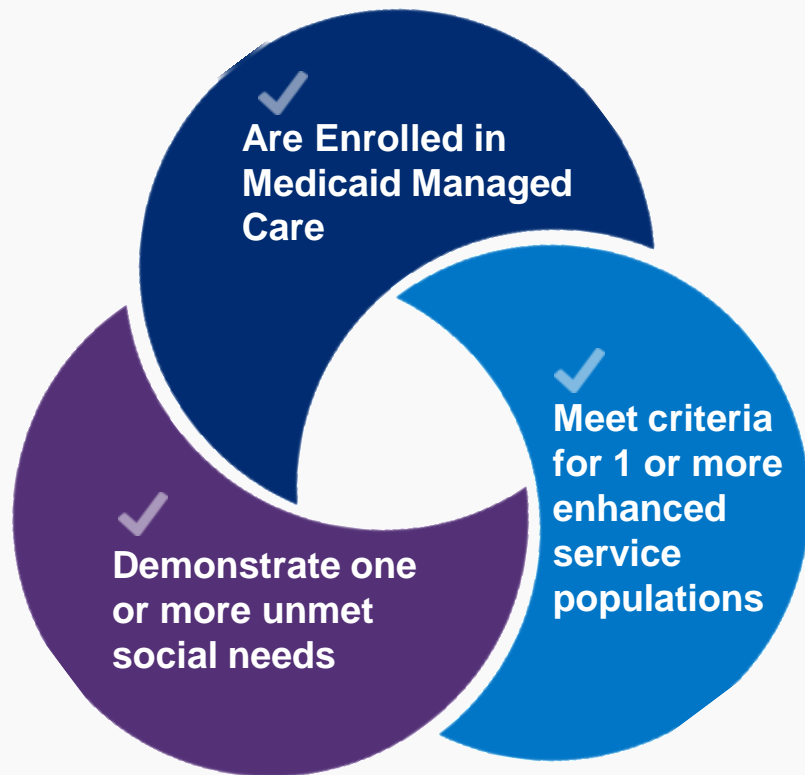 Are Enrolled in
Medicaid Managed
Care
Meet criteria
for 1 or more
enhanced
service
populations
Demonstrate one
or more unmet
social needs